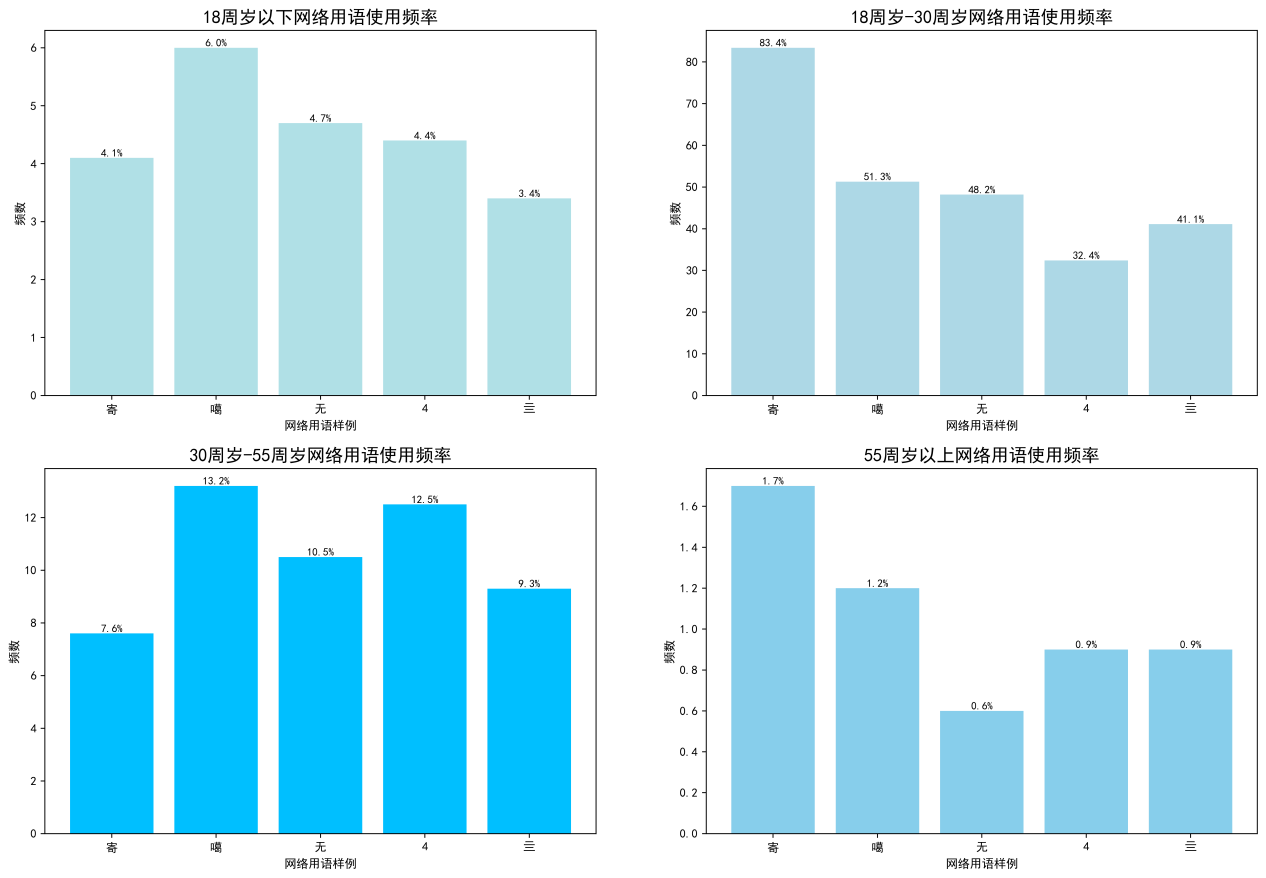 18周岁以下网络用语使用频率
频数
6
5
4
3
2
1
0
4.1%
6.0%
4.7%
4.4%
3.4%
寄
噶
无
4
亖
网络用语样例
18周岁-30周岁网络用语使用频率
频数
80
70
60
50
40
30
20
10
0
83.4%
51.3%
48.2%
32.4%
41.1%
寄
噶
无
4
亖
网络用语样例
30周岁-55周岁网络用语使用频率
频数
12
10
8
6
4
2
0
7.6%
13.2%
10.5%
12.5%
9.3%
寄
噶
无
4
亖
网络用语样例
55周岁以上网络用语使用频率
频数
1.6
1.4
1.2
1.0
0.8
0.6
0.4
0.2
0.0
1.7%
1.2%
0.6%
0.9%
0.9%
寄
噶
无
4
亖
网络用语样例